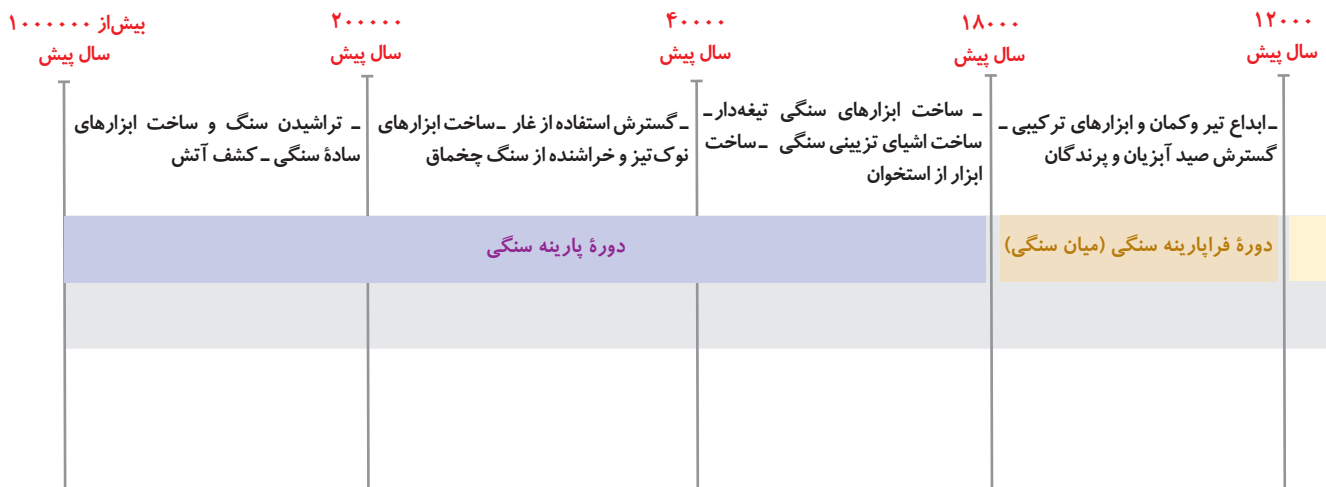 ۱۲۰۰۰
سال پیش
۱۸۰۰۰
سال پیش
۴۰۰۰۰
سال پیش
۲۰۰۰۰۰
سال پیش
بیش‌از ۱۰۰۰۰۰۰
سال پیش
ـ ابداع تیر وکمان و ابزارهای ترکیبی ـ
گسترش صید آبزیان و پرندگان
ـ ساخت ابزارهای سنگی تیغه‌دار ـ
ساخت اشیای تزیینی سنگی ـ ساخت
ابزار از استخوان
ـ گسترش استفاده از غار ـ ساخت ابزارهای
نوک‌تیز و خراشنده از سنگ چخماق
ـ تراشیدن سنگ و ساخت ابزارهای
سادهٔ سنگی ـ کشف آتش
دورهٔ فراپارینه سنگی (میان سنگی)
دورهٔ پارینه سنگی